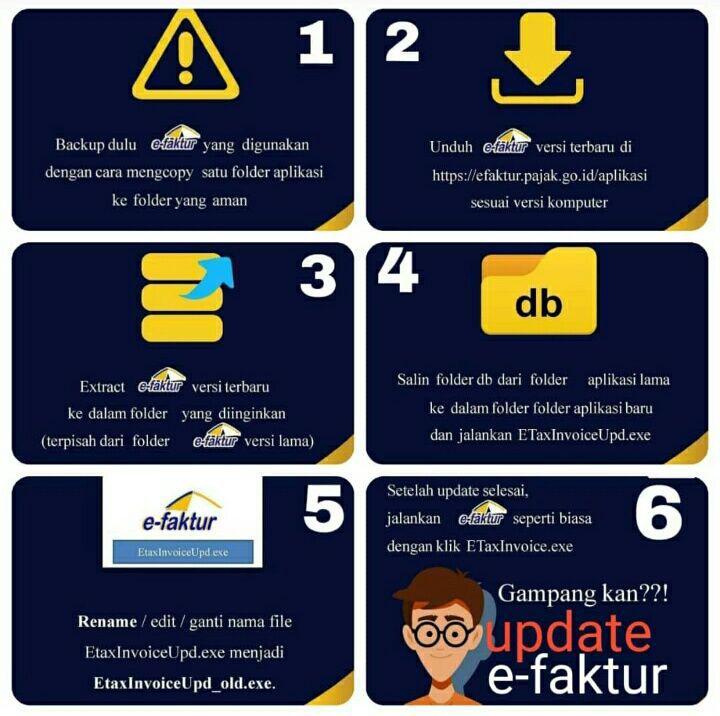 1
Backup dulu e-faktur yang digunakan
dengan cara mengcopy satu folder aplikasi
ke folder yang aman
2
Unduh e-faktur versi terbaru di
https://efaktur.pajak.go.id/aplikasi
sesuai versi komputer
3
Extract e-faktur versi terbaru
ke dalam folder yang diinginkan
(terpisah dari folder e-faktur versi lama)
4
db
Salin folder db dari folder aplikasi lama
ke dalam folder folder aplikasi baru
dan jalankan ETaxInvoiceUpd.exe
5
e-faktur
EtaxInvoiceUpd.exe
Rename / edit / ganti nama file
EtaxInvoiceUpd.exe menjadi
EtaxInvoiceUpd_old.exe.
6
Setelah update selesai,
jalankan e-faktur seperti biasa
dengan klik ETaxInvoice.exe
Gampang kan??!
update
e-faktur